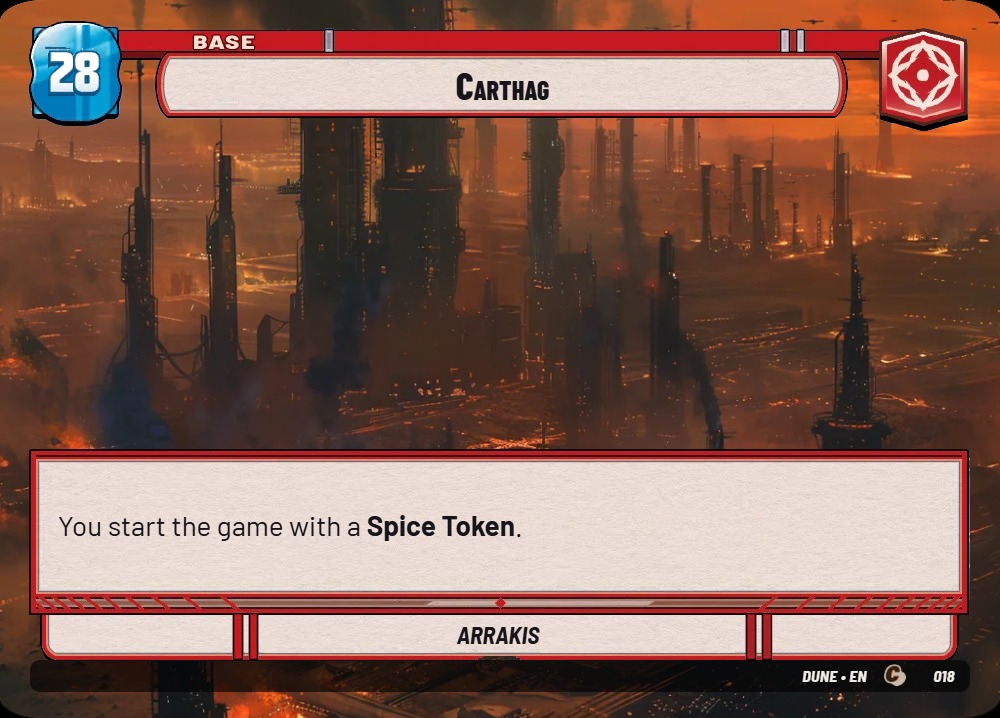 BASE
28
Carthag
You start the game with a Spice Token.
ARRAKIS
DUNE • EN C 018